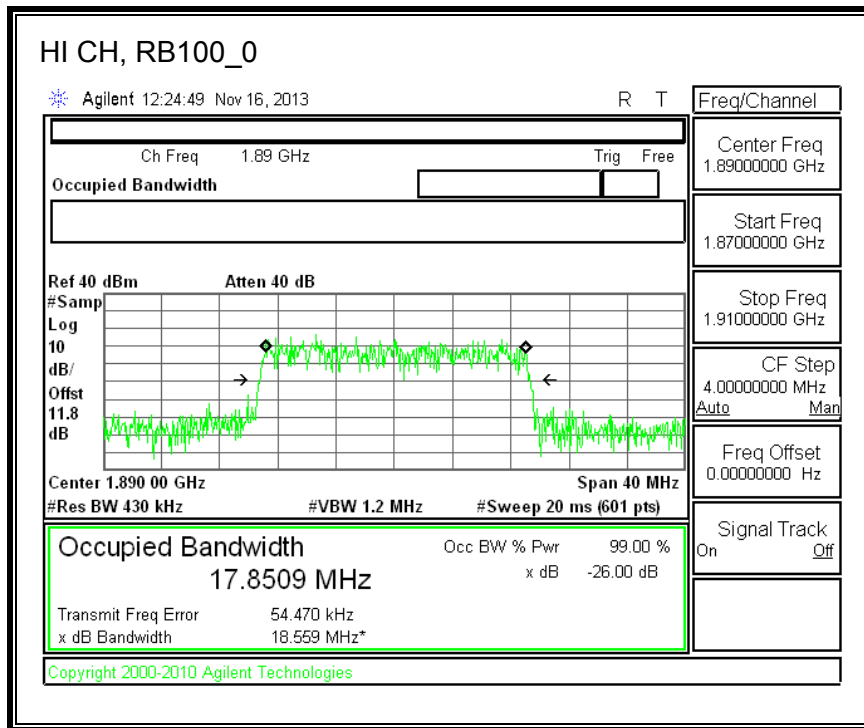 HI CH, RB100_0
Agilent 12:24:49 Nov 16, 2013 R T
Freq/Channel
Ch Freq 1.89 GHz Trig Free
Occupied Bandwidth
Center Freq
1.89000000 GHz
Start Freq
1.87000000 GHz
Stop Freq
1.91000000 GHz
CF Step
4.00000000 MHz
Auto Man
Freq Offset
0.00000000 Hz
Signal Track
On Off
Ref 40 dBm Atten 40 dB
#Samp
Log
10
dB/
Offst
11.8
dB
Center 1.890 00 GHz Span 40 MHz
#Res BW 430 kHz #VBW 1.2 MHz #Sweep 20 ms (601 pts)
Occupied Bandwidth Occ BW % Pwr 99.00 %
17.8509 MHz x dB -26.00 dB
Transmit Freq Error 54.470 kHz
x dB Bandwidth 18.559 MHz*
Copyright 2000-2010 Agilent Technologies